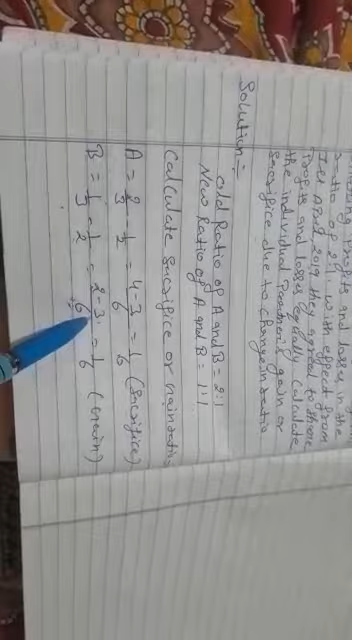 Profits and losses in the
ratio of 2:1. with effect from
1st April 2019 they agreed to share
Profits and losses equally calculate
the individual Partner's gain or
sacrifice due to change in ratio
Solution:-
Old Ratio of A and B = 2:1
New Ratio of A and B = 1:1
Calculate Sacrifice or Gain ratio
A = 2/3 - 1/2 = 4-3/6 = 1/6 (Sacrifice)
B = 1/3 - 1/2 = 2-3/6 = 1/6 (Gain)